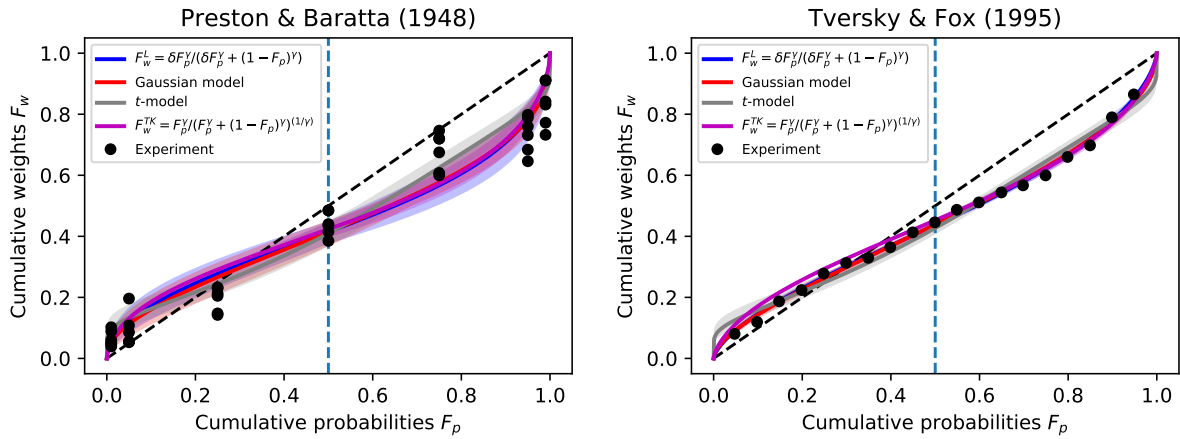 Preston & Baratta (1948)
Cumulative weights F_w
1.0
0.8
0.6
0.4
0.2
0.0
F_w^L = δF_p^γ/(δF_p^γ + (1 − F_p)^γ)
Gaussian model
t-model
F_w^{TK} = F_p^γ/(F_p^γ + (1 − F_p)^γ)^{(1/γ)}
Experiment
0.0 0.2 0.4 0.6 0.8 1.0
Cumulative probabilities F_p
Tversky & Fox (1995)
Cumulative weights F_w
1.0
0.8
0.6
0.4
0.2
0.0
F_w^L = δF_p^γ/(δF_p^γ + (1 − F_p)^γ)
Gaussian model
t-model
F_w^{TK} = F_p^γ/(F_p^γ + (1 − F_p)^γ)^{(1/γ)}
Experiment
0.0 0.2 0.4 0.6 0.8 1.0
Cumulative probabilities F_p